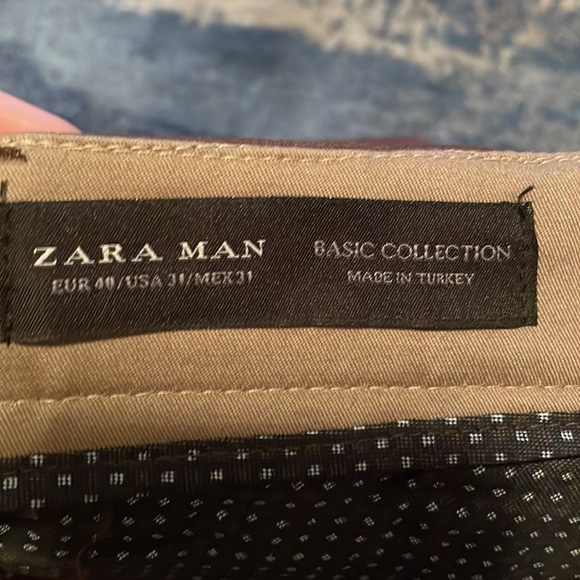 ZARA MAN
EUR 40/USA 31/MEX 31
BASIC COLLECTION
MADE IN TURKEY